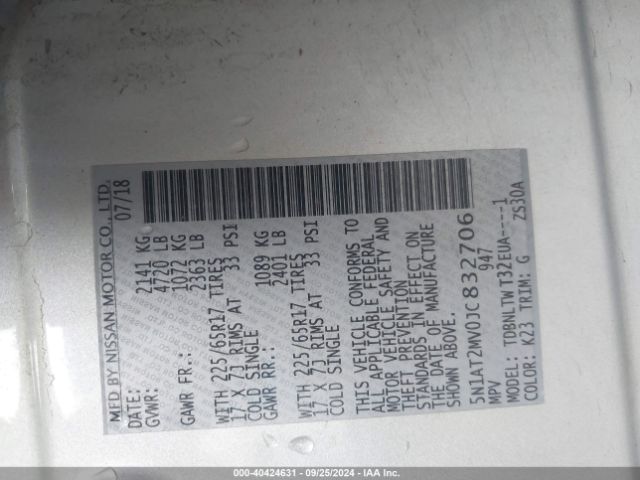 MFD BY NISSAN MOTOR CO., LTD.
DATE: 07/18
GVWR: 2141 KG
4720 LB
GAWR FR.: 1072 KG
2363 LB
WITH 225/65R17 TIRES
17 X 7J RIMS AT 33 PSI
COLD SINGLE
GAWR RR.: 1089 KG
2401 LB
WITH 225/65R17 TIRES
17 X 7J RIMS AT 33 PSI
COLD SINGLE
THIS VEHICLE CONFORMS TO
ALL APPLICABLE FEDERAL
MOTOR VEHICLE SAFETY AND
THEFT PREVENTION
STANDARDS IN EFFECT ON
THE DATE OF MANUFACTURE
SHOWN ABOVE.
5N1AT2MV0JC832706
MPV 947
MODEL: TDBNLTWT32EUA----1
COLOR: K23 TRIM: G ZS30A
000-40424631 - 09/25/2024 - IAA Inc.